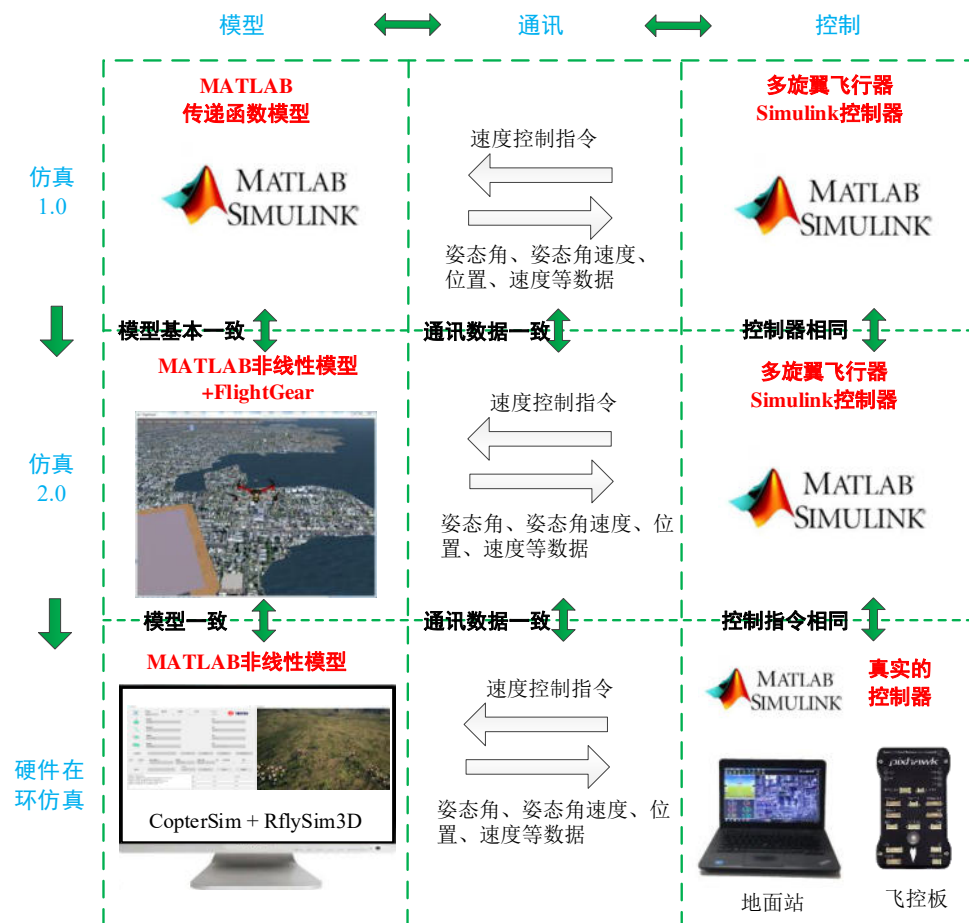 模型
通讯
控制
仿真
1.0
MATLAB
传递函数模型
MATLAB
SIMULINK®
速度控制指令
姿态角、姿态角速度、
位置、速度等数据
多旋翼飞行器
Simulink控制器
MATLAB
SIMULINK®
模型基本一致
通讯数据一致
控制器相同
仿真
2.0
MATLAB非线性模型
+FlightGear
速度控制指令
姿态角、姿态角速度、位
置、速度等数据
多旋翼飞行器
Simulink控制器
MATLAB
SIMULINK®
模型一致
通讯数据一致
控制指令相同
硬件在
环仿真
MATLAB非线性模型
CopterSim + RflySim3D
速度控制指令
姿态角、姿态角速度、位
置、速度等数据
MATLAB
SIMULINK®
真实的
控制器
pixhawk
地面站
飞控板